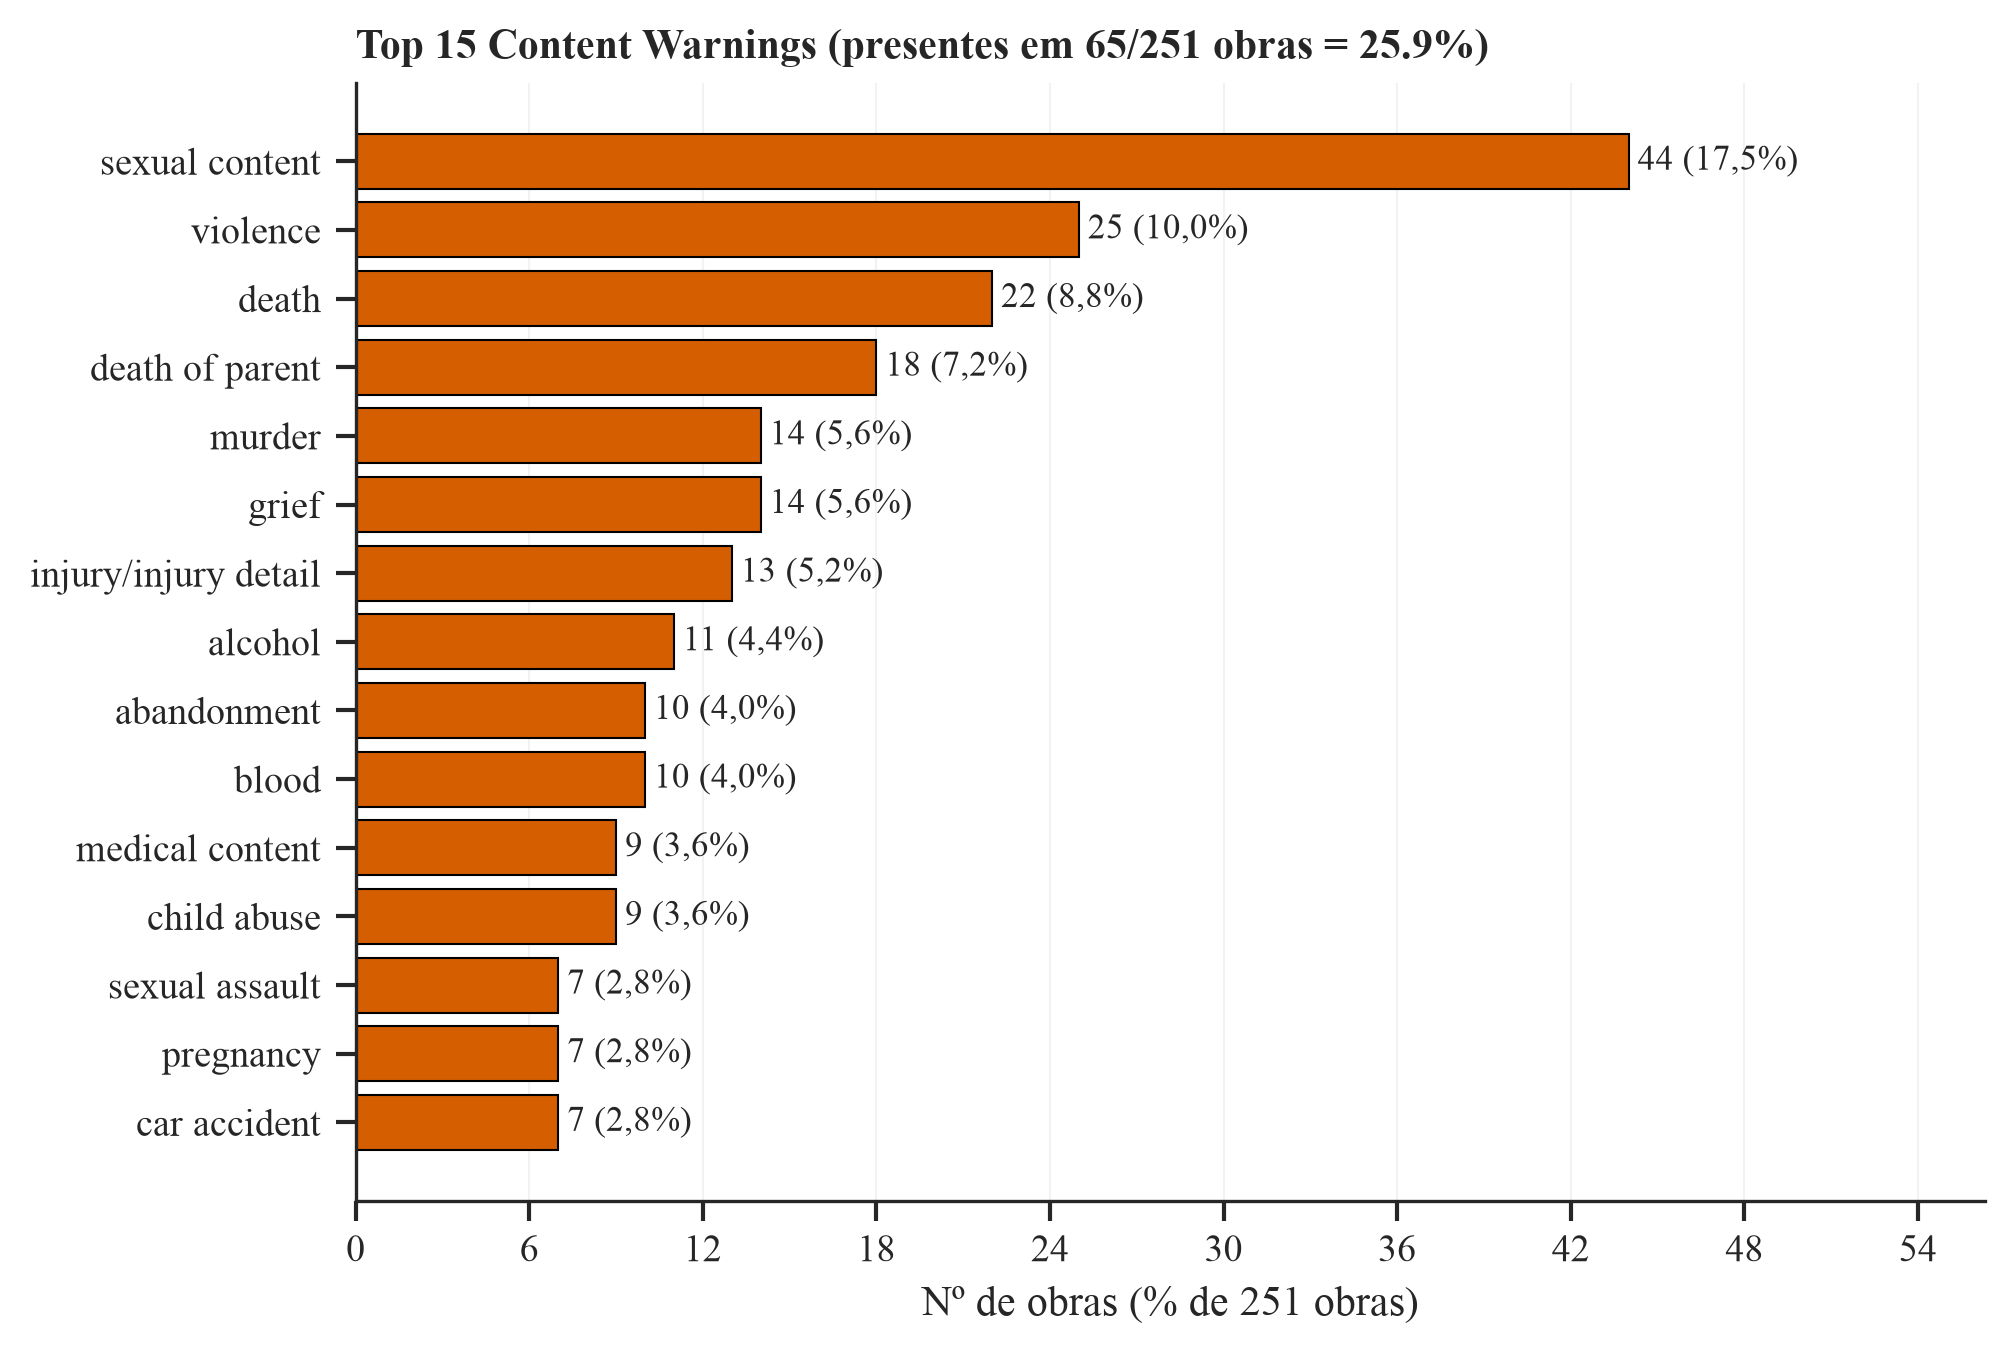 Top 15 Content Warnings (presentes em 65/251 obras = 25.9%)
sexual content 44 (17,5%)
violence 25 (10,0%)
death 22 (8,8%)
death of parent 18 (7,2%)
murder 14 (5,6%)
grief 14 (5,6%)
injury/injury detail 13 (5,2%)
alcohol 11 (4,4%)
abandonment 10 (4,0%)
blood 10 (4,0%)
medical content 9 (3,6%)
child abuse 9 (3,6%)
sexual assault 7 (2,8%)
pregnancy 7 (2,8%)
car accident 7 (2,8%)
0 6 12 18 24 30 36 42 48 54
Nº de obras (% de 251 obras)